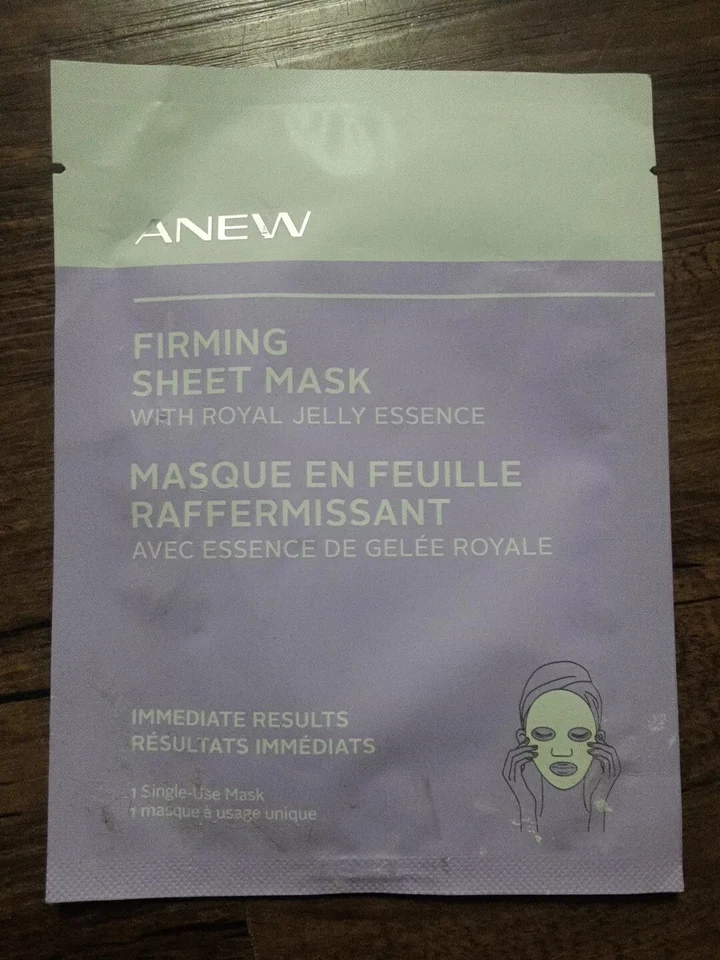 ANEW
FIRMING
SHEET MASK
WITH ROYAL JELLY ESSENCE
MASQUE EN FEUILLE
RAFFERMISSANT
AVEC ESSENCE DE GELÉE ROYALE
IMMEDIATE RESULTS
RÉSULTATS IMMÉDIATS
1 Single-Use Mask
1 masque à usage unique